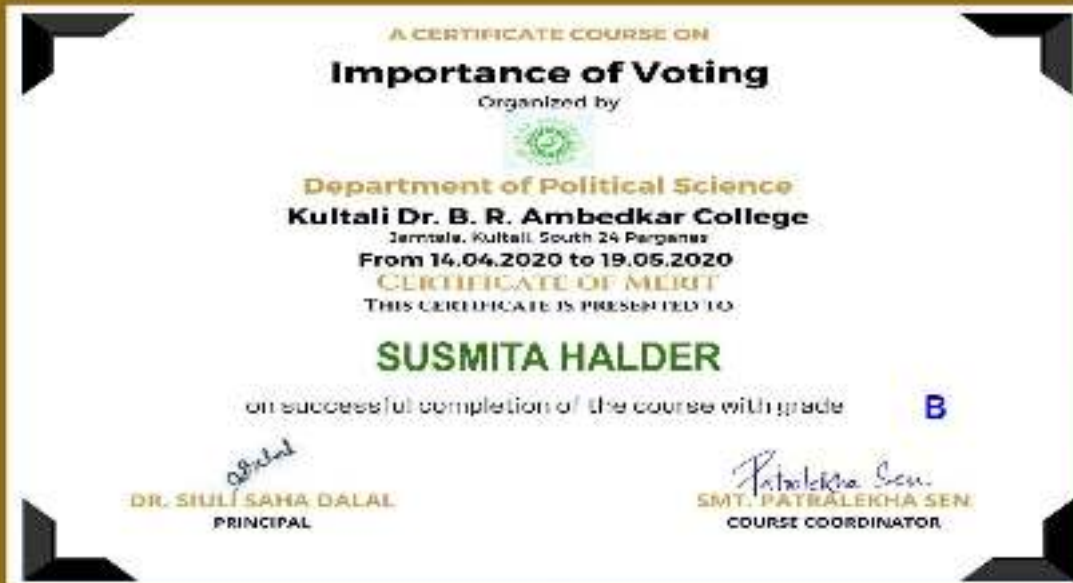 A CERTIFICATE COURSE ON
Importance of Voting
Organized by
Department of Political Science
Kultali Dr. B. R. Ambedkar College
Jamtala, Kultali, South 24 Parganas
From 14.04.2020 to 19.05.2020
CERTIFICATE OF MERIT
THIS CERTIFICATE IS PRESENTED TO
SUSMITA HALDER
on successful completion of the course with grade B
Patralekha Sen.
DR. SIULI SAHA DALAL
SMT. PATRALEKHA SEN
PRINCIPAL
COURSE COORDINATOR